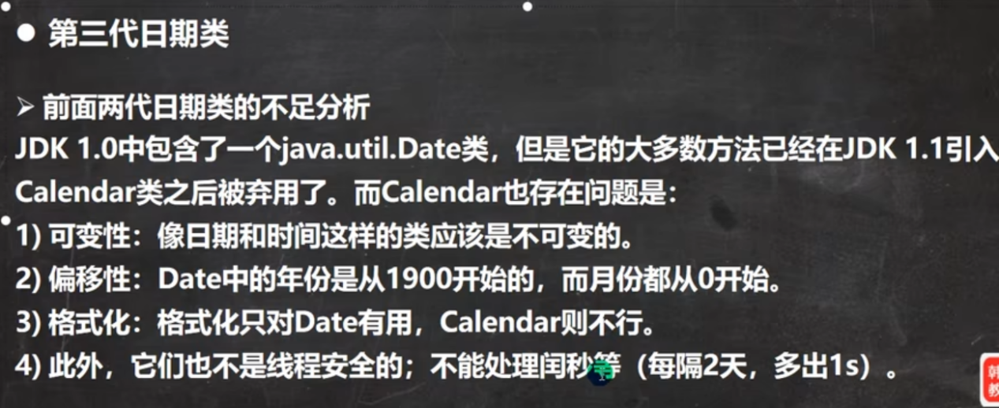 ● 第三代日期类
➢ 前面两代日期类的不足分析
JDK 1.0中包含了一个java.util.Date类，但是它的大多数方法已经在JDK 1.1引入
Calendar类之后被弃用了。而Calendar也存在问题是：
1) 可变性：像日期和时间这样的类应该是不可变的。
2) 偏移性：Date中的年份是从1900开始的，而月份都从0开始。
3) 格式化：格式化只对Date有用，Calendar则不行。
4) 此外，它们也不是线程安全的；不能处理闰秒等（每隔2天，多出1s）。
韩
教